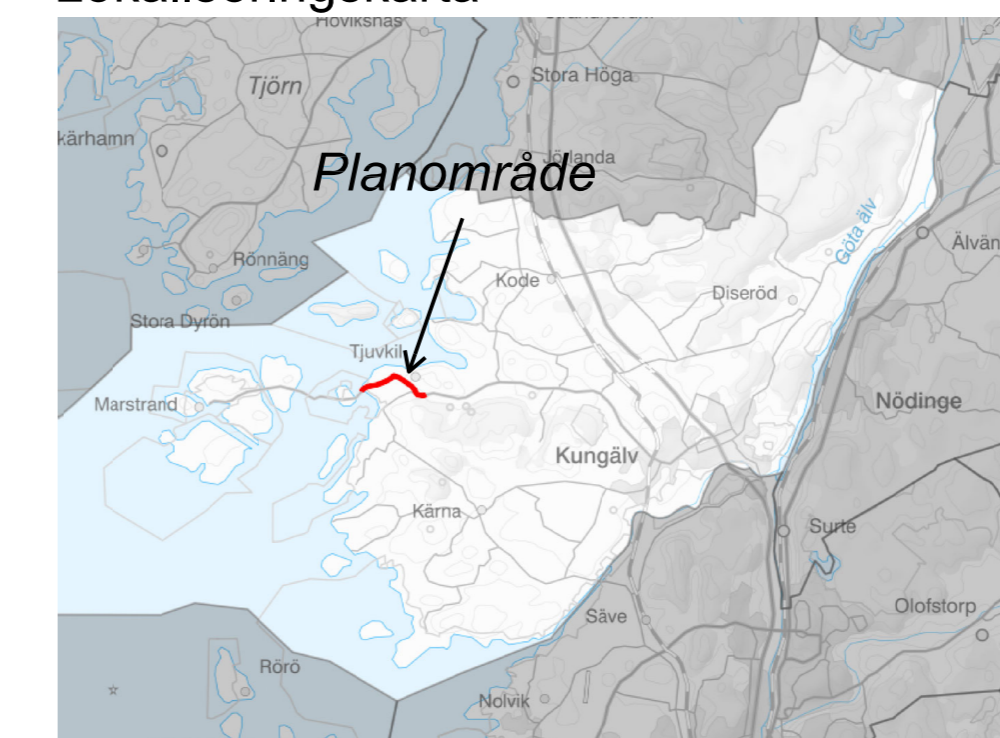 Lokaliseringskarta
Höviksnäs
Stora Höga
Tjörn
kärhamn
Jörlanda
Planområde
Göta älv
Älvän
Rönnäng
Kode
Diseröd
Stora Dyrön
Tjuvkil
Marstrand
Nödinge
Kungälv
Kärna
Surte
Säve
Olofstorp
Rörö
Nolvik